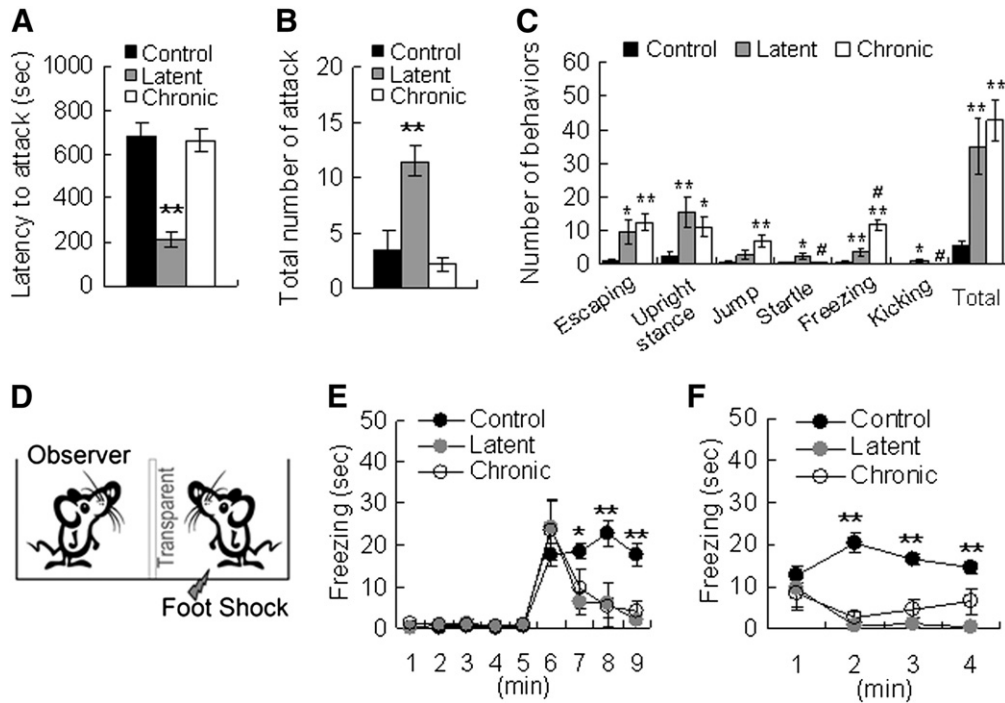 A
Latency to attack (sec)
1000
800
600
400
200
0
Control
Latent
Chronic
**
B
Total number of attack
20
15
10
5
0
Control
Latent
Chronic
**
C
Number of behaviors
60
50
40
30
20
10
0
Control Latent Chronic
* ** ** * ** * # ** # ** * # ** **
Escaping
Upright stance
Jump
Startle
Freezing
Kicking
Total
D
Observer
Transparent
Foot Shock
E
Freezing (sec)
50
40
30
20
10
0
Control
Latent
Chronic
* ** **
1 2 3 4 5 6 7 8 9
(min)
F
Freezing (sec)
50
40
30
20
10
0
Control
Latent
Chronic
** ** **
1 2 3 4
(min)